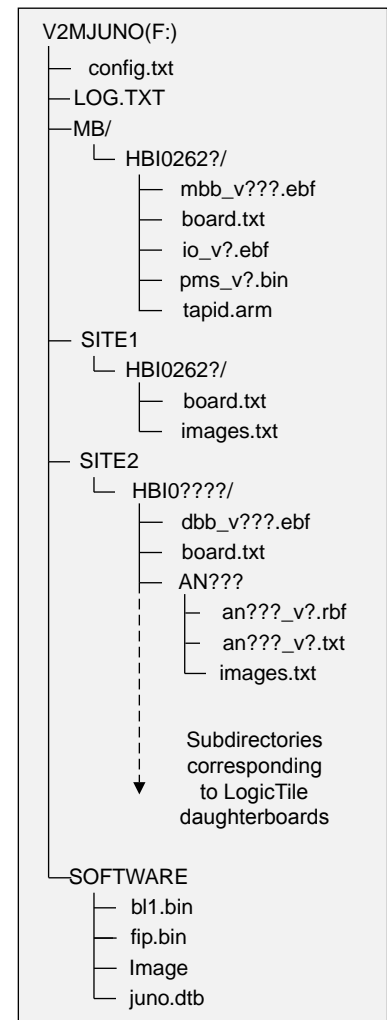 V2MJUNO(F:)
config.txt
LOG.TXT
MB/
HBI0262?/
mbb_v???.ebf
board.txt
io_v?.ebf
pms_v?.bin
tapid.arm
SITE1
HBI0262?/
board.txt
images.txt
SITE2
HBI0????/
dbb_v???.ebf
board.txt
AN???
an???_v?.rbf
an???_v?.txt
images.txt
Subdirectories
corresponding
to LogicTile
daughterboards
SOFTWARE
bl1.bin
fip.bin
Image
juno.dtb